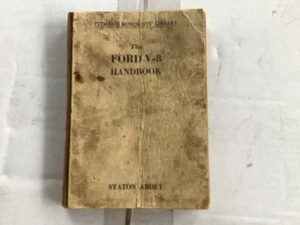 PITMAN'S MOTORISTS' LIBRARY
The
FORD V-8
HANDBOOK
STATON ABBEY